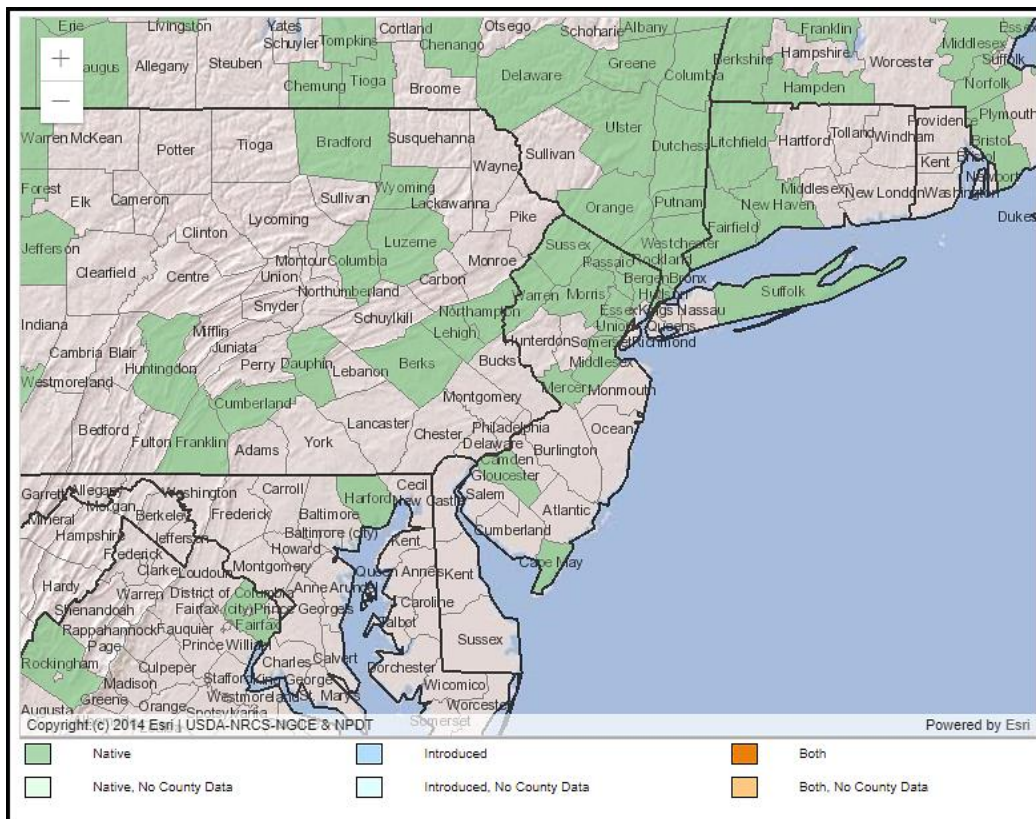 Erie Livingston Yates Cortland Otsego Schoharie Albany Franklin Middlesex Essex
+ augus Allegany Steuben Schuyler Tompkins Chenango Greene Berkshire Hampshire Worcester Suffolk
− Chemung Tioga Broome Delaware Columbia Hampden Norfolk
Warren McKean Potter Tioga Bradford Susquehanna Ulster Dutchess Litchfield Hartford Tolland Windham Providence Plymouth
Wayne Sullivan Bristol
Forest Elk Cameron Sullivan Wyoming Lackawanna Kent Bristol
Lycoming Pike Orange Putnam New Haven Middlesex New London Washington Newport
Jefferson Clearfield Clinton Centre Montour Columbia Luzerne Monroe Sussex Westchester Fairfield Dukes
Union Northumberland Carbon Passaic Rockland
Indiana Snyder Schuylkill Northampton Warren Morris Bergen Bronx Suffolk
Mifflin Lehigh Essex Hudson Kings Nassau
Cambria Blair Juniata Perry Dauphin Lebanon Berks Bucks Hunterdon Union Queens
Westmoreland Huntingdon Somerset Richmond
Cumberland Montgomery Mercer Middlesex Monmouth
Bedford Fulton Franklin Adams York Lancaster Chester Philadelphia Ocean
Delaware Burlington
Camden
Garrett Allegany Washington Carroll Harford Cecil New Castle Gloucester
Mineral Morgan Berkeley Frederick Baltimore Salem Atlantic
Hampshire Jefferson Baltimore (city) Kent Cumberland
Frederick Howard
Hardy Clarke Loudoun Montgomery Queen Annes Kent Cape May
Warren District of Columbia Anne Arundel
Shenandoah Fairfax (city) Prince Georges Caroline
Rappahannock Fauquier Fairfax Talbot
Rockingham Page Prince William Sussex
Culpeper Charles Calvert Dorchester
Madison Stafford King George
Greene Westmoreland St. Marys Wicomico
Augusta Orange Spotsylvania Worcester
Somerset
Copyright:(c) 2014 Esri | USDA-NRCS-NGCE & NPDT Powered by Esri
Native Introduced Both
Native, No County Data Introduced, No County Data Both, No County Data